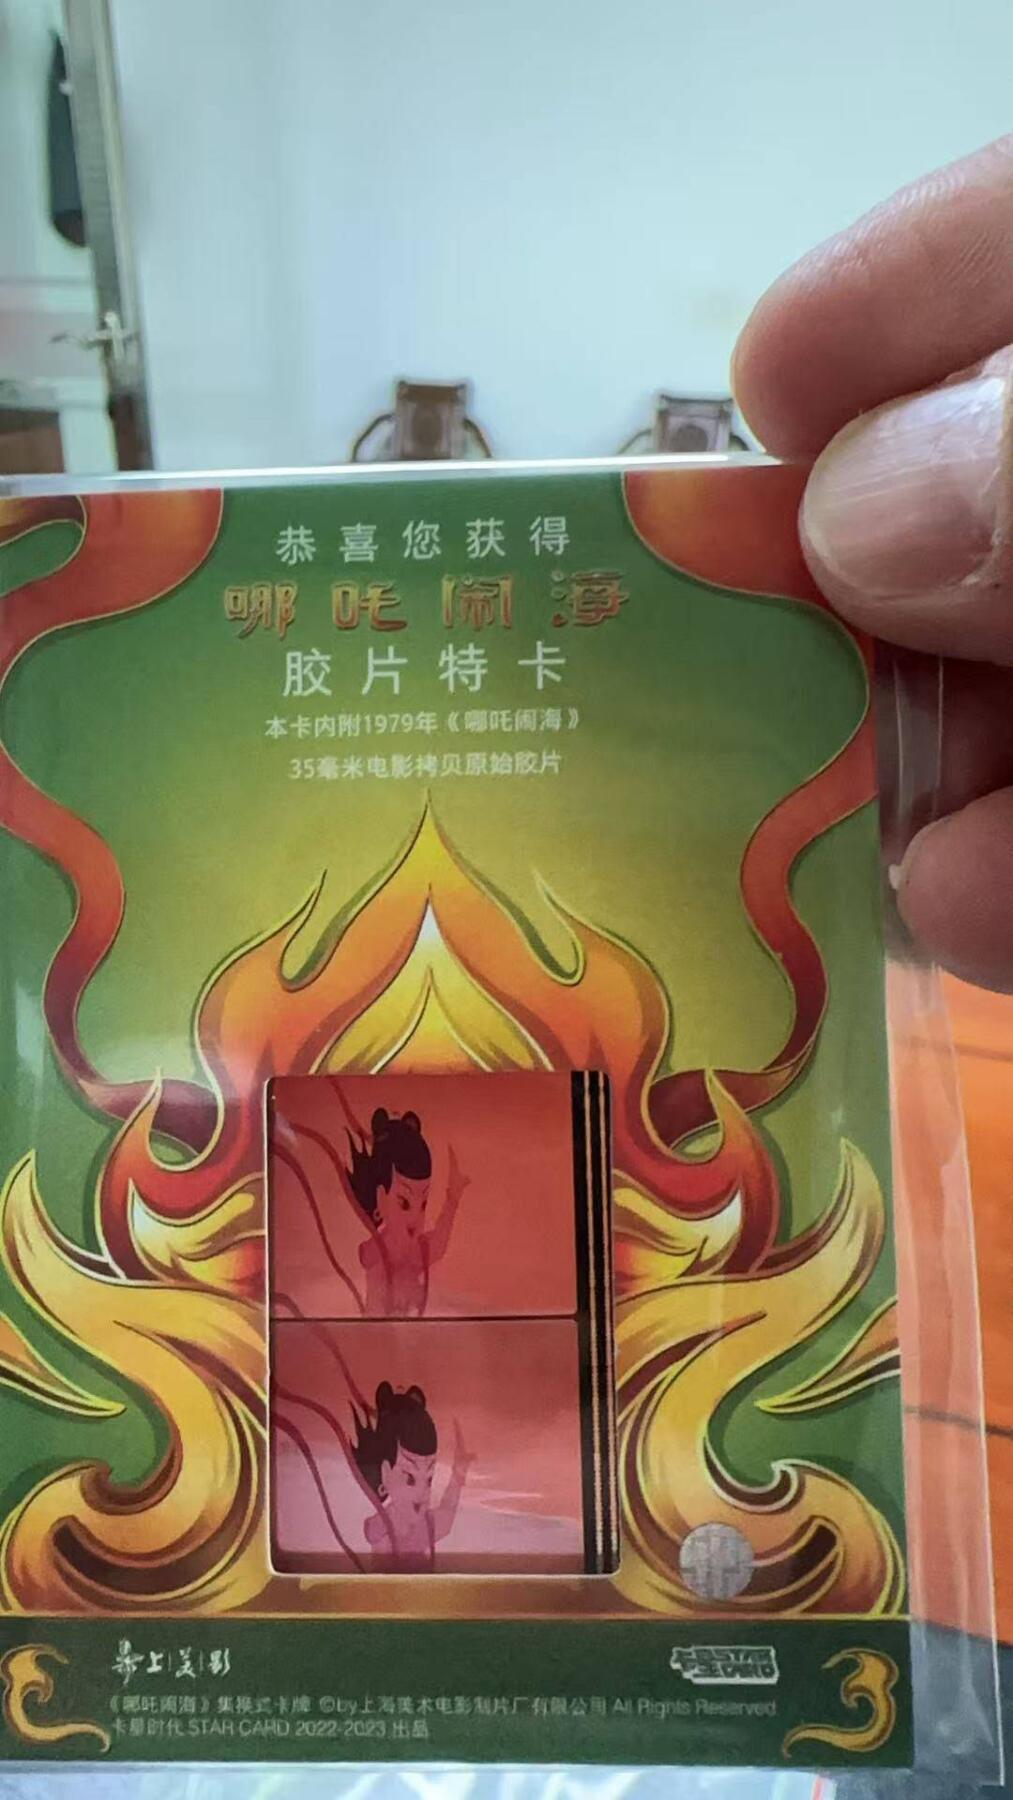 恭喜您获得
哪吒闹海
胶片特卡
本卡内附1979年《哪吒闹海》
35毫米电影拷贝原始胶片
上美影
卡星 STAR CARD
《哪吒闹海》集换式卡牌 ©by上海美术电影制片厂有限公司 All Rights Reserved
卡星时代 STAR CARD 2022-2023 出品